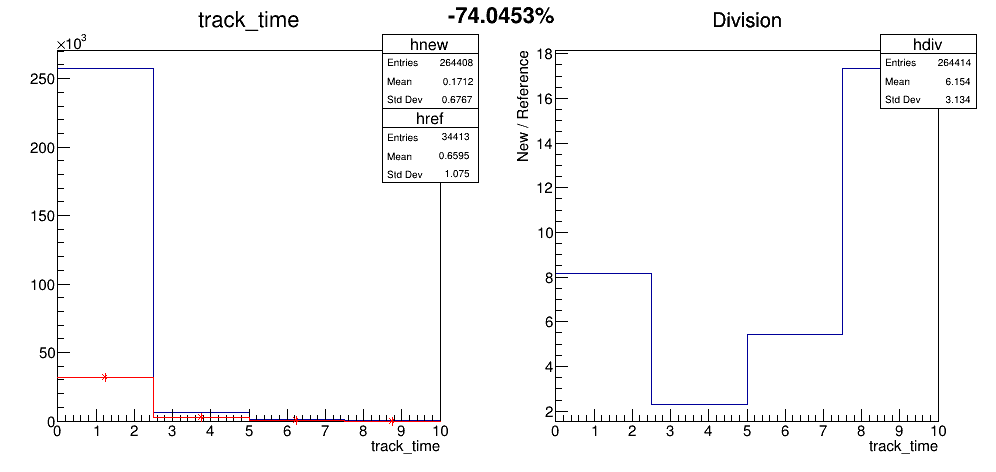 -74.0453%
track_time
×10³
hnew
Entries 264408
Mean 0.1712
Std Dev 0.6767
href
Entries 34413
Mean 0.6595
Std Dev 1.075
250
200
150
100
50
0
0 1 2 3 4 5 6 7 8 9 10
track_time
Division
hdiv
Entries 264414
Mean 6.154
Std Dev 3.134
New / Reference
18
16
14
12
10
8
6
4
2
0 1 2 3 4 5 6 7 8 9 10
track_time